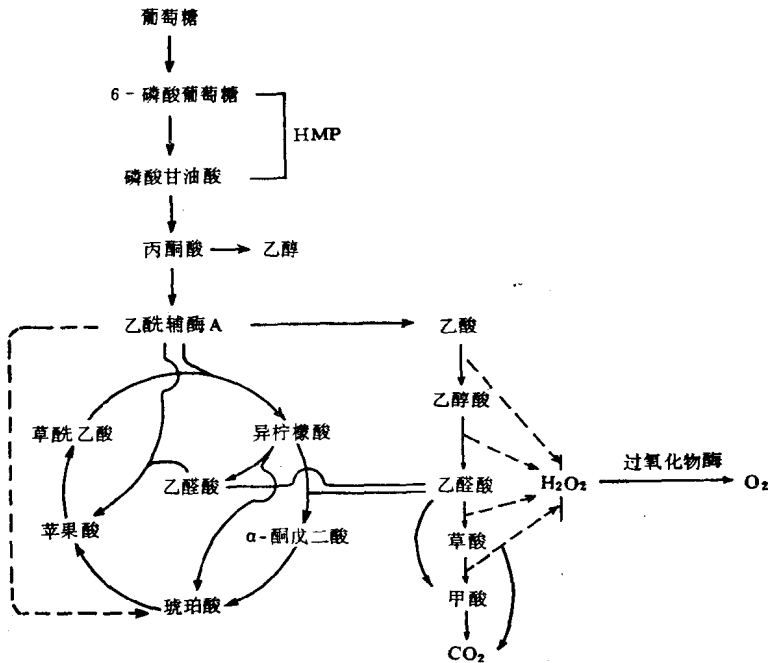 葡萄糖
6-磷酸葡萄糖
HMP
磷酸甘油酸
丙酮酸
乙醇
乙酰辅酶A
乙酸
乙醇酸
草酰乙酸
异柠檬酸
过氧化物酶
乙醛酸
乙醛酸
H₂O₂
O₂
苹果酸
α-酮戊二酸
草酸
琥珀酸
甲酸
CO₂